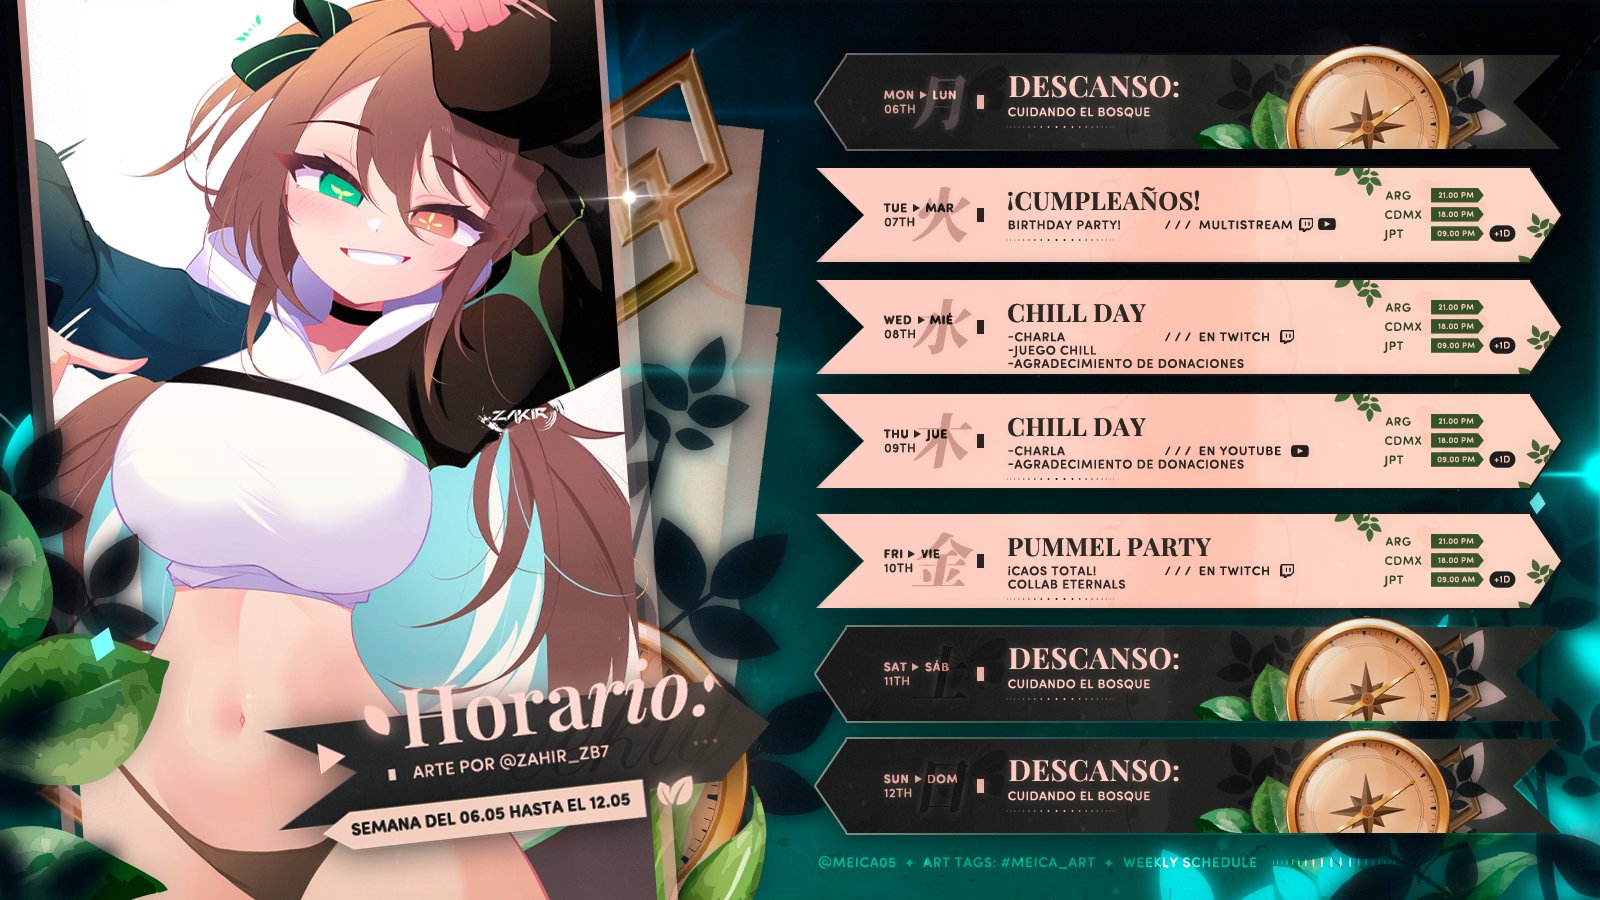 ZAKIR
Horario:
ARTE POR @ZAHIR_ZB7
SEMANA DEL 06.05 HASTA EL 12.05
MON ▸ LUN
06TH
月
DESCANSO:
CUIDANDO EL BOSQUE
TUE ▸ MAR
07TH
火
¡CUMPLEAÑOS!
BIRTHDAY PARTY! /// MULTISTREAM
ARG 21.00 PM
CDMX 18.00 PM
JPT 09.00 PM +1D
WED ▸ MIÉ
08TH
水
CHILL DAY
-CHARLA /// EN TWITCH
-JUEGO CHILL
-AGRADECIMIENTO DE DONACIONES
ARG 21.00 PM
CDMX 18.00 PM
JPT 09.00 PM +1D
THU ▸ JUE
09TH
木
CHILL DAY
-CHARLA /// EN YOUTUBE
-AGRADECIMIENTO DE DONACIONES
ARG 21.00 PM
CDMX 18.00 PM
JPT 09.00 PM +1D
FRI ▸ VIE
10TH
金
PUMMEL PARTY
¡CAOS TOTAL! /// EN TWITCH
COLLAB ETERNALS
ARG 21.00 PM
CDMX 18.00 PM
JPT 09.00 AM +1D
SAT ▸ SÁB
11TH
土
DESCANSO:
CUIDANDO EL BOSQUE
SUN ▸ DOM
12TH
日
DESCANSO:
CUIDANDO EL BOSQUE
@MEICA05 + ART TAGS: #MEICA_ART + WEEKLY SCHEDULE